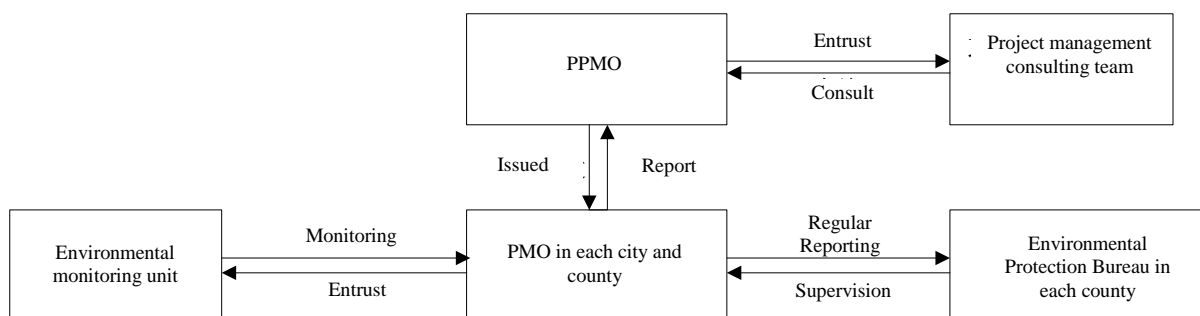 Entrust
PPMO
Project management
consulting team
Consult
Issued
Report
Environmental
monitoring unit
Monitoring
Entrust
PMO in each city and
county
Regular
Reporting
Supervision
Environmental
Protection Bureau in
each county